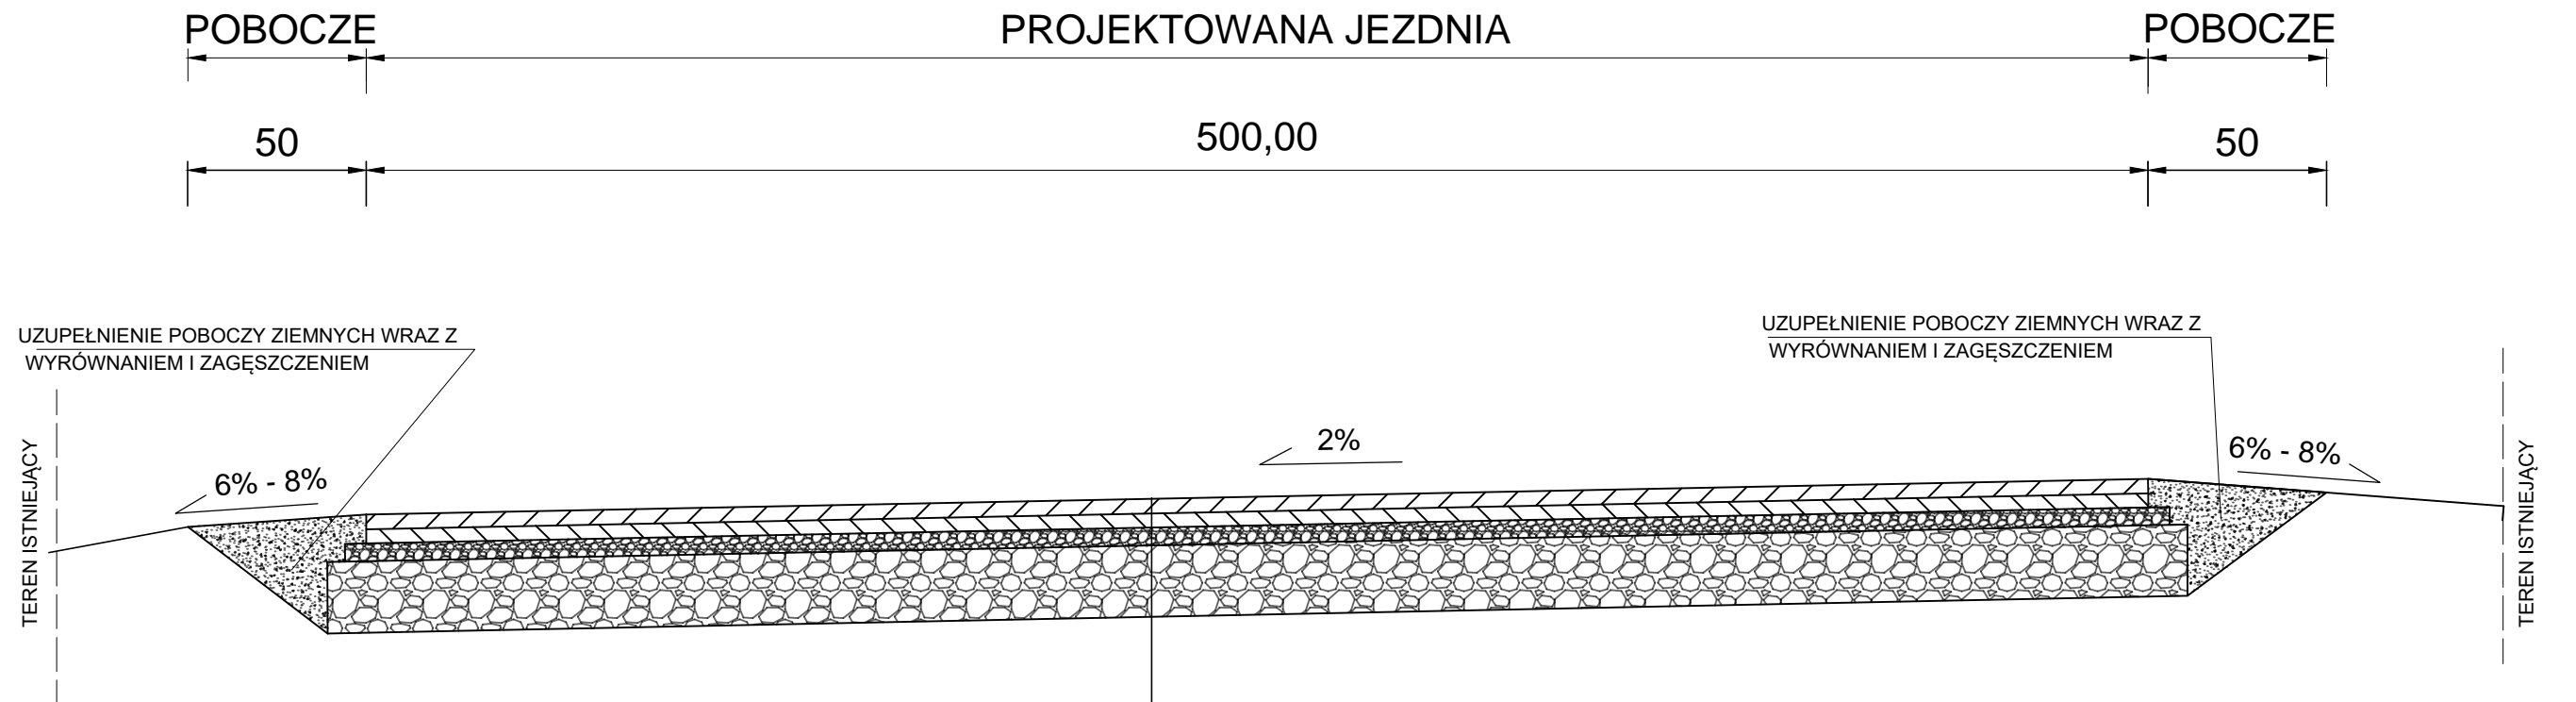 POBOCZE
PROJEKTOWANA JEZDNIA
POBOCZE
50
500,00
50
UZUPEŁNIENIE POBOCZY ZIEMNYCH WRAZ Z
WYRÓWNANIEM I ZAGĘSZCZENIEM
UZUPEŁNIENIE POBOCZY ZIEMNYCH WRAZ Z
WYRÓWNANIEM I ZAGĘSZCZENIEM
TEREN ISTNIEJĄCY
6% - 8%
2%
6% - 8%
TEREN ISTNIEJĄCY